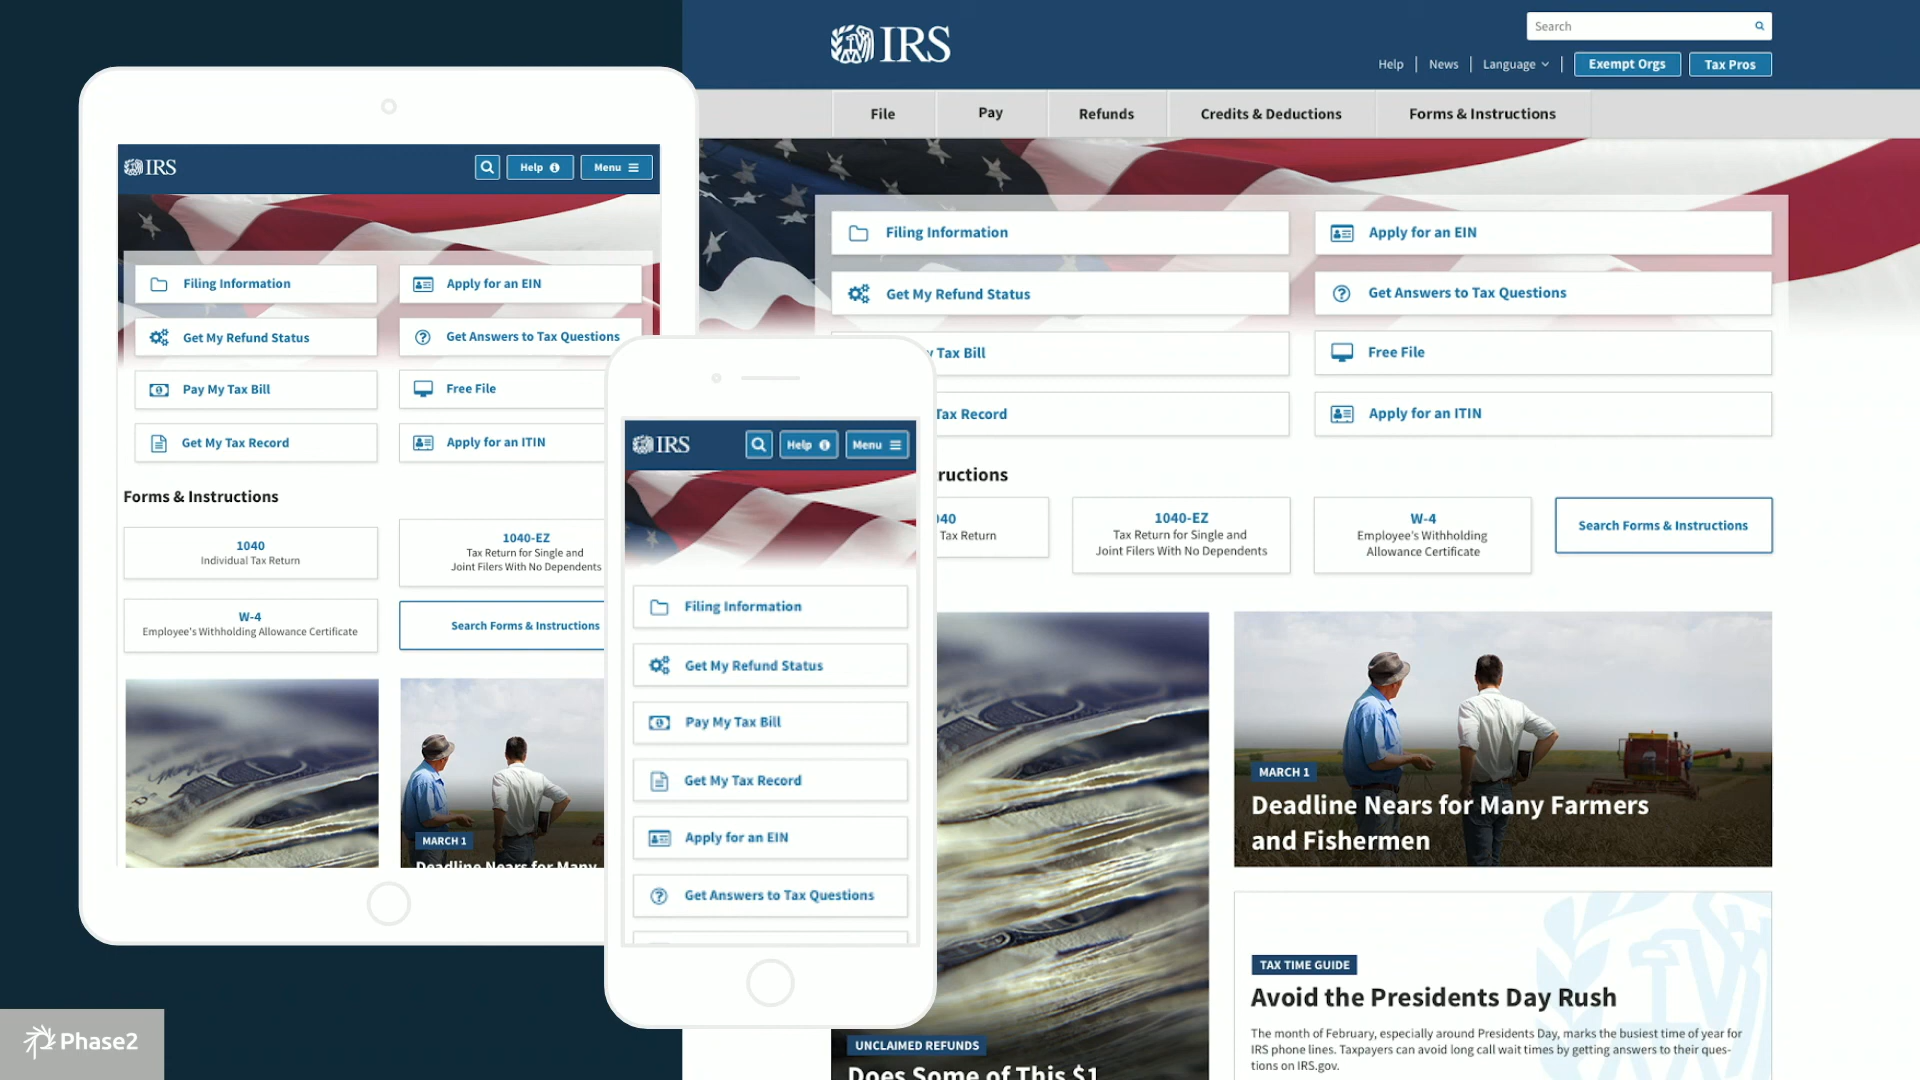 IRS
Search
Help
News
Language
Exempt Orgs
Tax Pros
File
Pay
Refunds
Credits & Deductions
Forms & Instructions
Filing Information
Apply for an EIN
Get My Refund Status
Get Answers to Tax Questions
Tax Bill
Free File
Tax Record
Apply for an ITIN
ructions
040
Tax Return
1040-EZ
Tax Return for Single and
Joint Filers With No Dependents
W-4
Employee's Withholding
Allowance Certificate
Search Forms & Instructions
MARCH 1
Deadline Nears for Many Farmers
and Fishermen
TAX TIME GUIDE
Avoid the Presidents Day Rush
The month of February, especially around Presidents Day, marks the busiest time of year for
IRS phone lines. Taxpayers can avoid long call wait times by getting answers to their ques-
tions on IRS.gov.
UNCLAIMED REFUNDS
Does Some of This $1
IRS
Help
Menu
Filing Information
Apply for an EIN
Get My Refund Status
Get Answers to Tax Questions
Pay My Tax Bill
Free File
Get My Tax Record
Apply for an ITIN
Forms & Instructions
1040
Individual Tax Return
1040-EZ
Tax Return for Single and
Joint Filers With No Dependents
W-4
Employee's Withholding Allowance Certificate
Search Forms & Instructions
MARCH 1
Deadline Nears for Many
IRS
Help
Menu
Filing Information
Get My Refund Status
Pay My Tax Bill
Get My Tax Record
Apply for an EIN
Get Answers to Tax Questions
Phase2